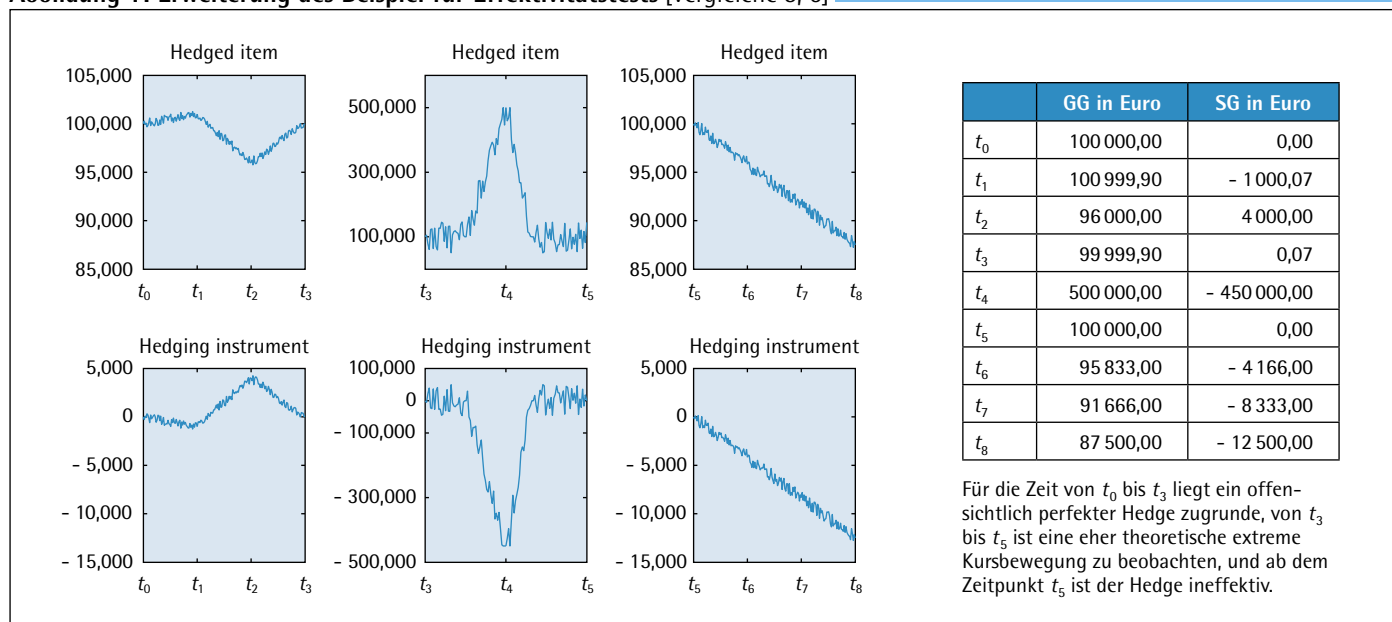 Erweiterung des Beispiel für Effektivitätstests
Hedged item
105,000
100,000
95,000
90,000
85,000
t0 t1 t2 t3
Hedged item
500,000
300,000
100,000
t3 t4 t5
Hedged item
105,000
100,000
95,000
90,000
85,000
t5 t6 t7 t8
Hedging instrument
5,000
0
- 5,000
- 10,000
- 15,000
t0 t1 t2 t3
Hedging instrument
100,000
0
- 100,000
- 300,000
- 500,000
t3 t4 t5
Hedging instrument
5,000
0
- 5,000
- 10,000
- 15,000
t5 t6 t7 t8
GG in Euro SG in Euro
t0 100 000,00 0,00
t1 100 999,90 - 1 000,07
t2 96 000,00 4 000,00
t3 99 999,90 0,07
t4 500 000,00 - 450 000,00
t5 100 000,00 0,00
t6 95 833,00 - 4 166,00
t7 91 666,00 - 8 333,00
t8 87 500,00 - 12 500,00
Für die Zeit von t0 bis t3 liegt ein offen-
sichtlich perfekter Hedge zugrunde, von t3
bis t5 ist eine eher theoretische extreme
Kursbewegung zu beobachten, und ab dem
Zeitpunkt t5 ist der Hedge ineffektiv.